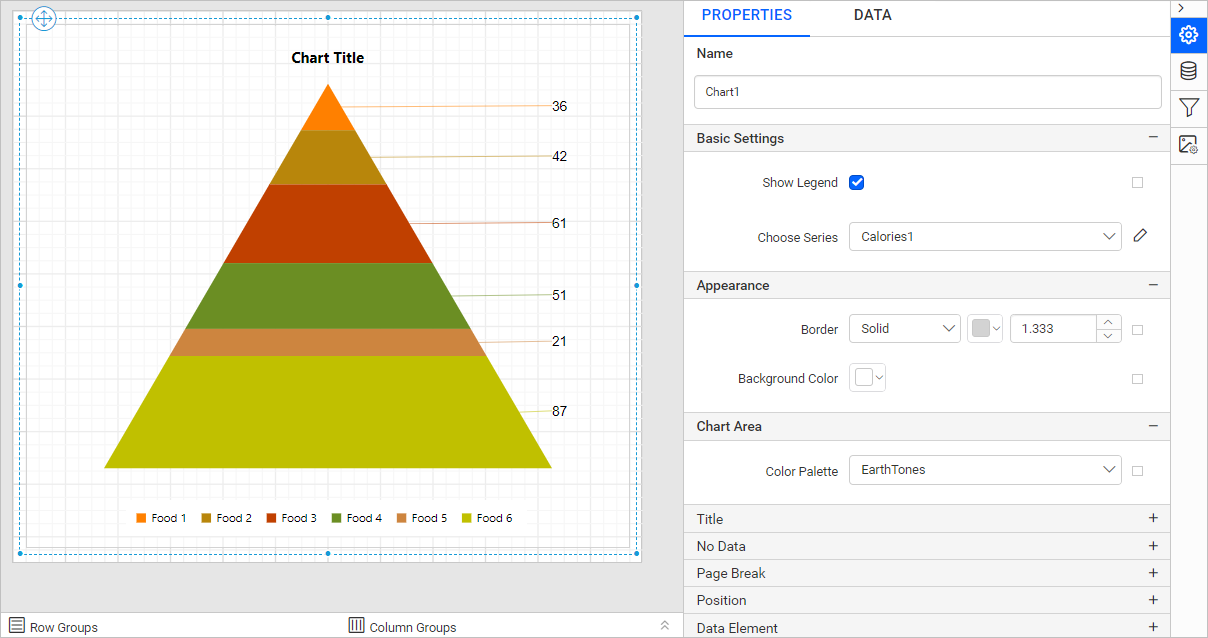 Chart Title
36
42
61
51
21
87
Food 1 Food 2 Food 3 Food 4 Food 5 Food 6
Row Groups
Column Groups
PROPERTIES DATA
Name
Chart1
Basic Settings
Show Legend
Choose Series Calories1
Appearance
Border Solid 1.333
Background Color
Chart Area
Color Palette EarthTones
Title
No Data
Page Break
Position
Data Element